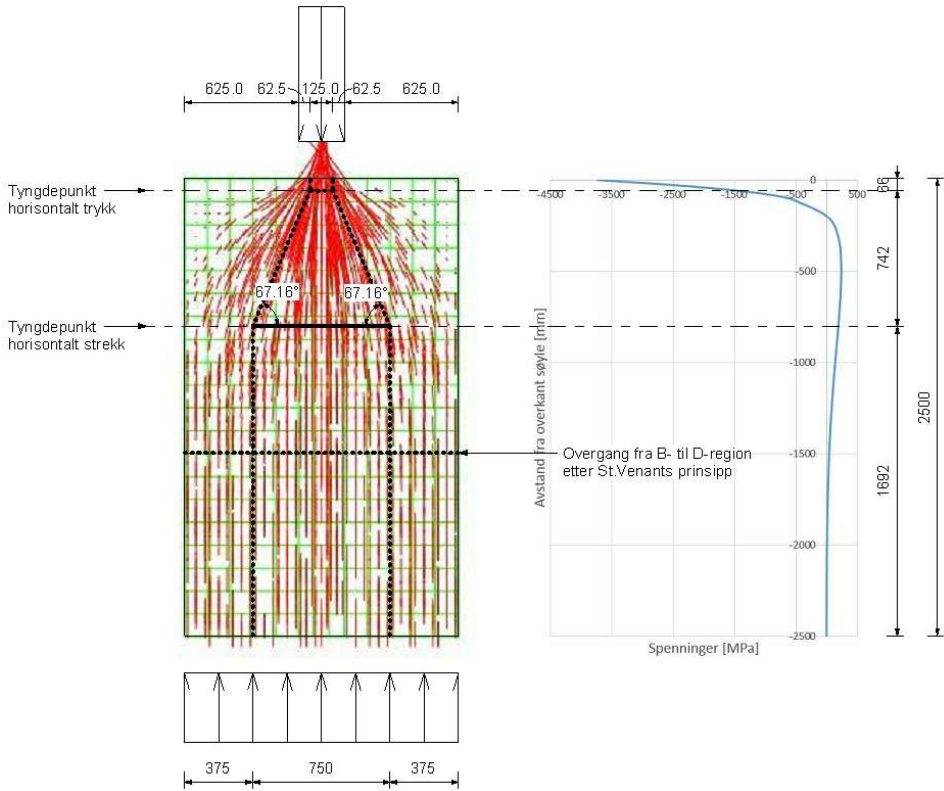 625.0 62.5 125.0 62.5 625.0
Tyngdepunkt
horisontalt trykk
67.16° 67.16°
Tyngdepunkt
horisontalt strekk
Overgang fra B- til D-region
etter St.Venants prinsipp
375 750 375
Avstand fra overkant søyle [mm]
-4500 -3500 -2500 -1500 -500 500
0
-500
-1000
-1500
-2000
-2500
Spenninger [MPa]
66
742
1692
2500